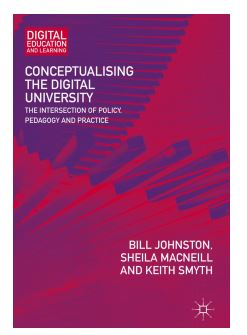 DIGITAL
EDUCATION
AND LEARNING
CONCEPTUALISING
THE DIGITAL
UNIVERSITY
THE INTERSECTION OF POLICY,
PEDAGOGY AND PRACTICE
BILL JOHNSTON,
SHEILA MACNEILL
AND KEITH SMYTH